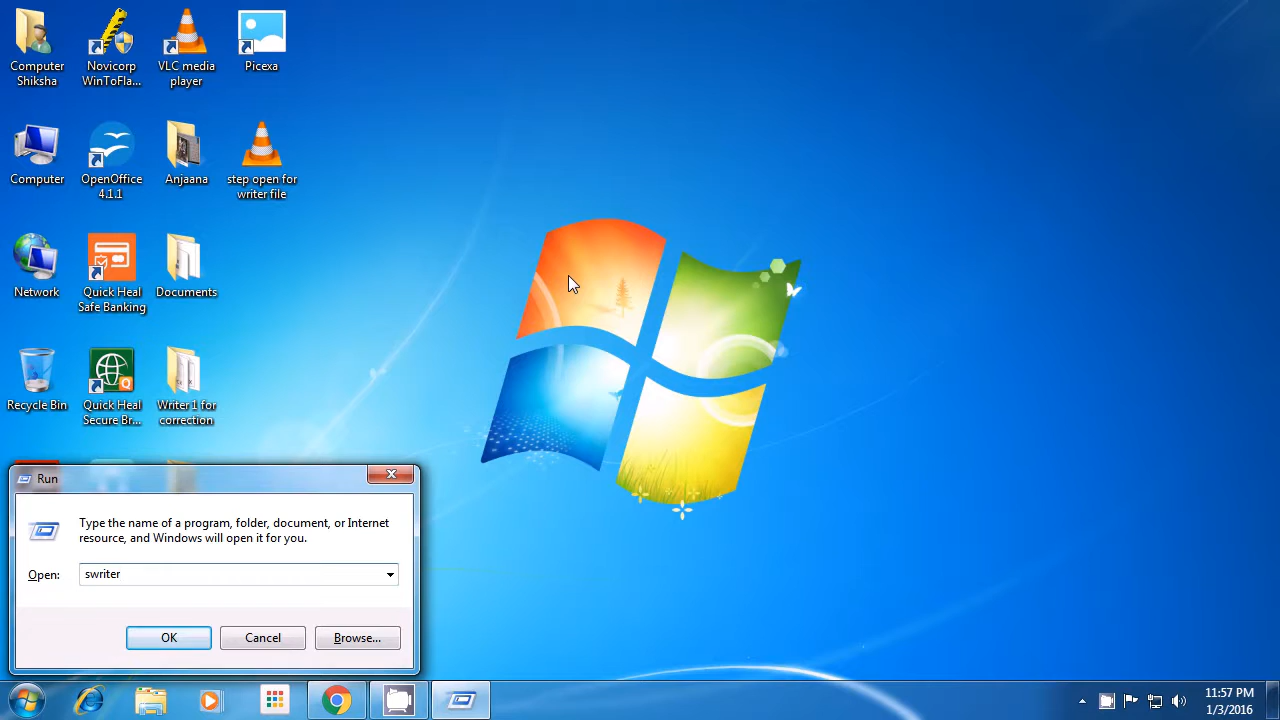 Computer
Shiksha
Novicorp
WinToFla...
VLC media
player
Picexa
Computer
OpenOffice
4.1.1
Anjaana
step open for
writer file
Network
Quick Heal
Safe Banking
Documents
Recycle Bin
Quick Heal
Secure Br...
Writer 1 for
correction
Run
Type the name of a program, folder, document, or Internet
resource, and Windows will open it for you.
Open:
swriter
OK
Cancel
Browse...
11:57 PM
1/3/2016